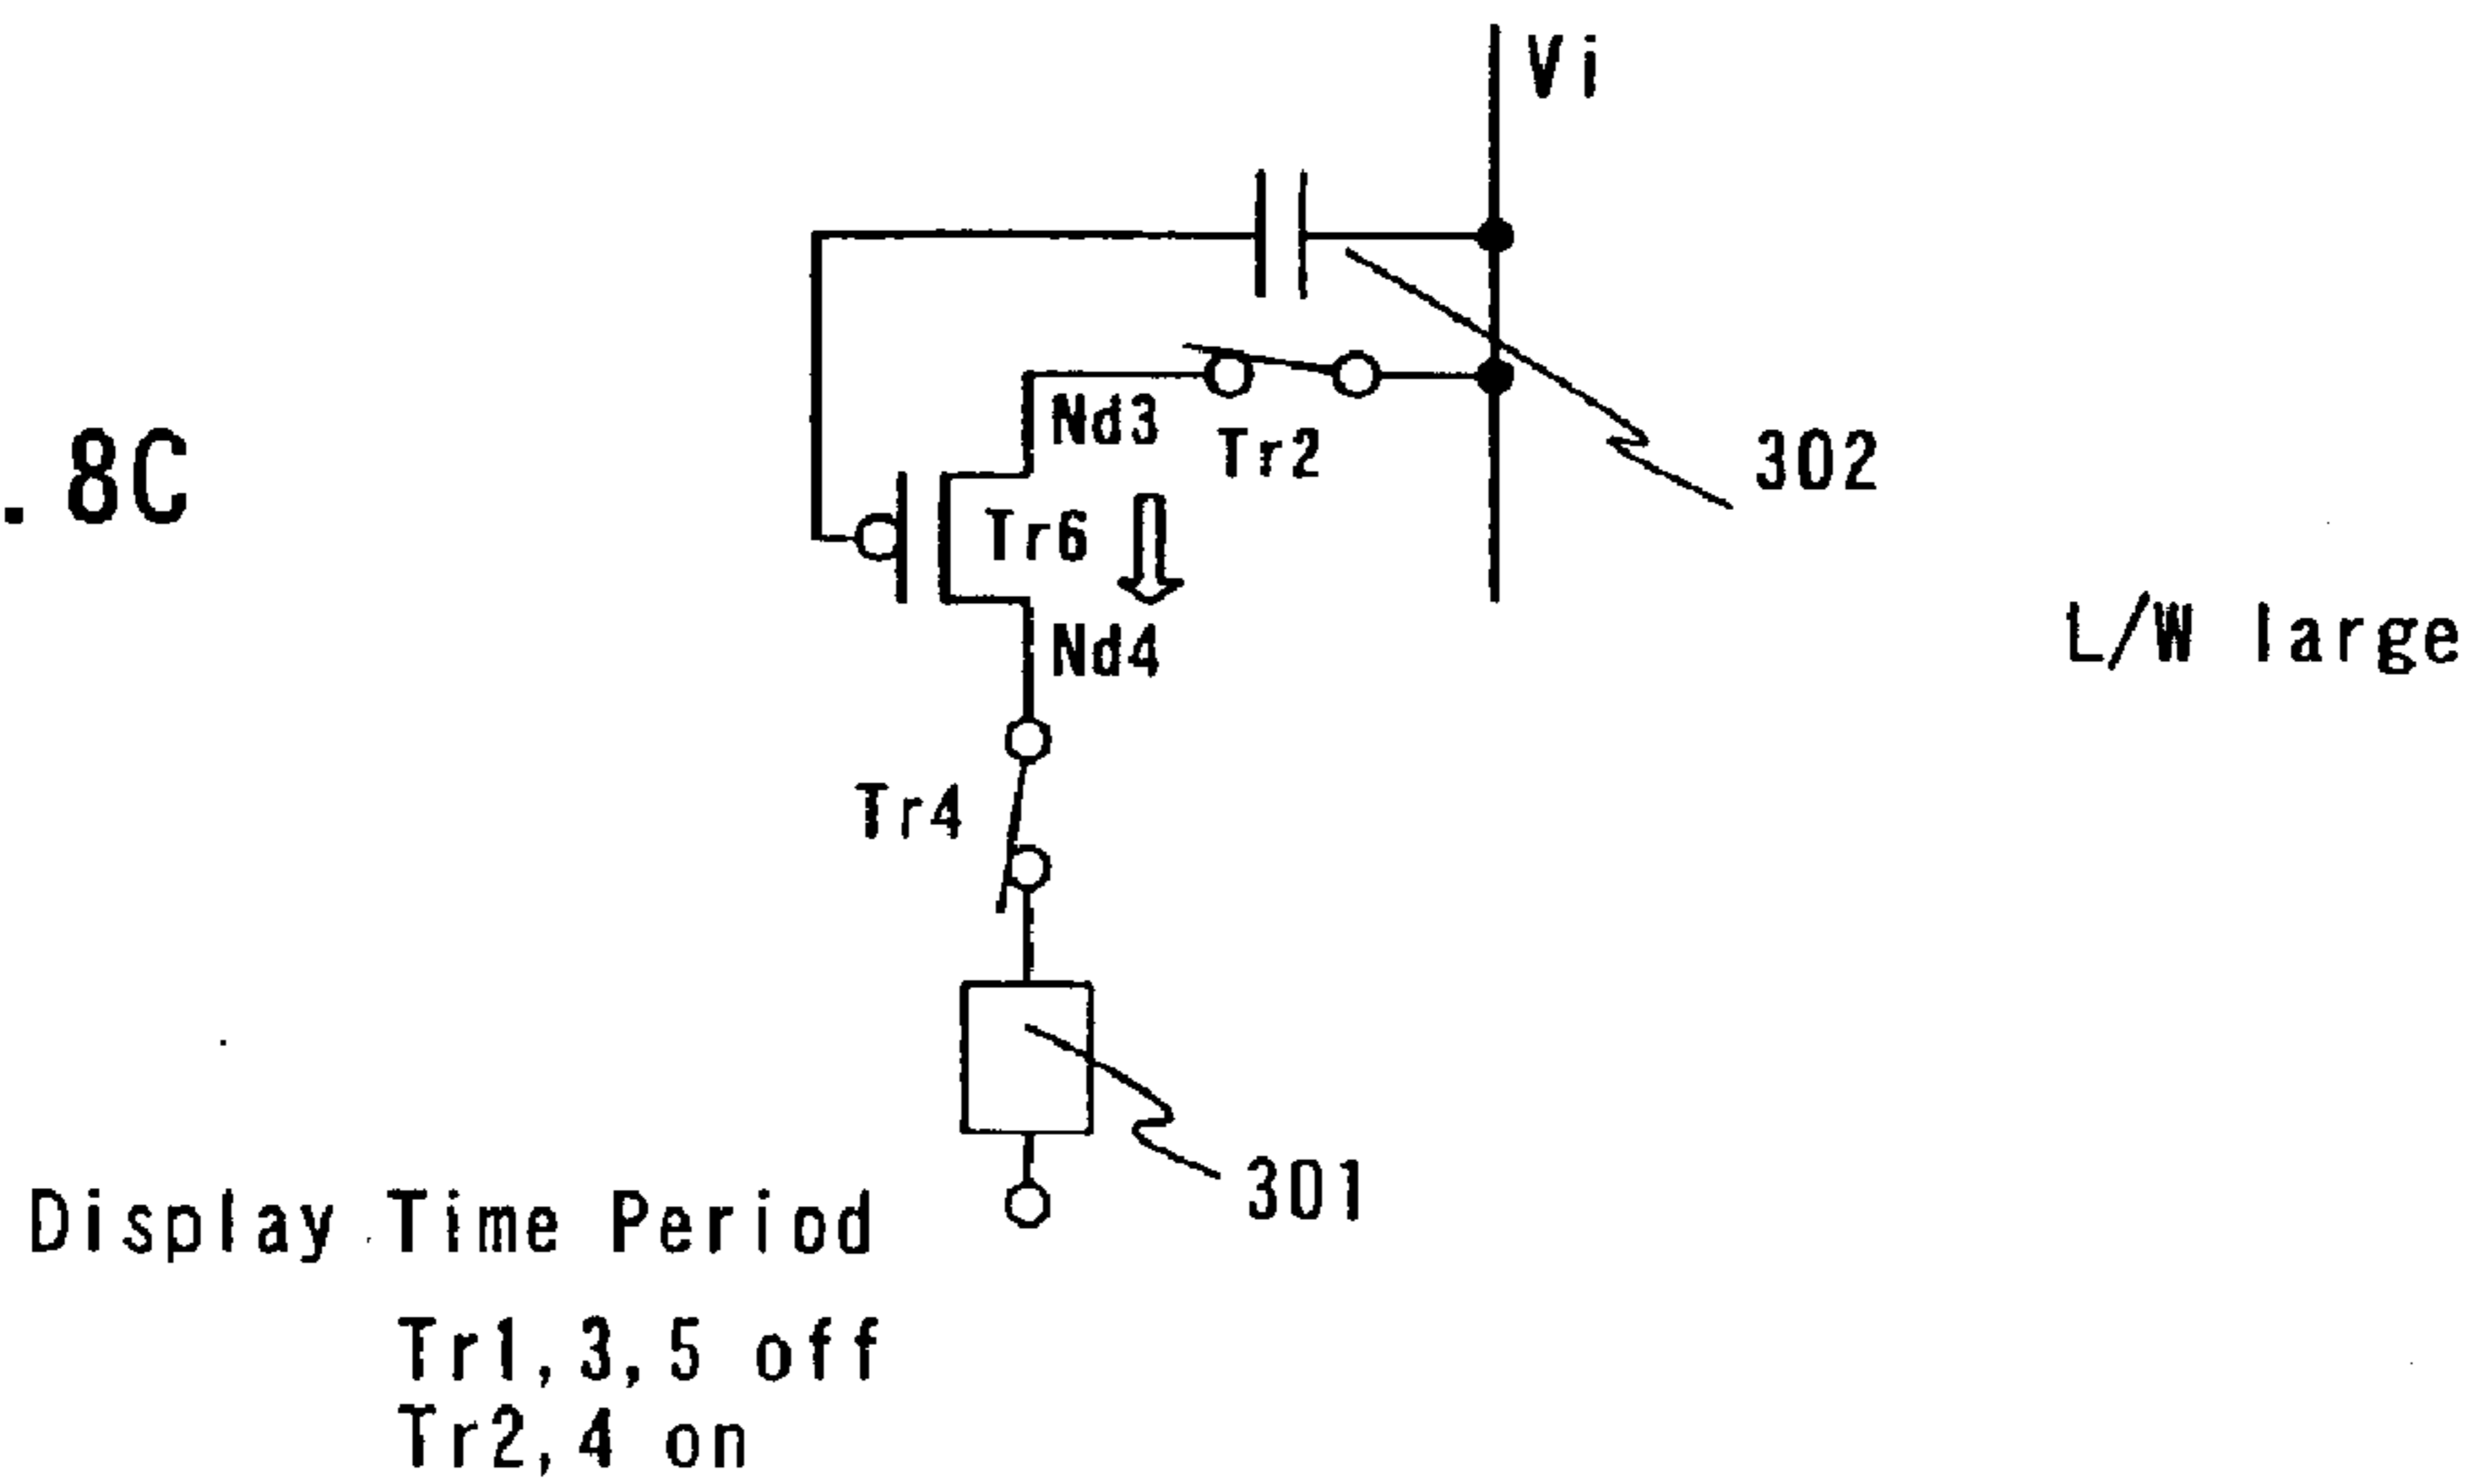 Vi
.8C
Nd3
Tr2
302
Tr6
Nd4
L/W large
Tr4
301
Display Time Period
Tr1,3,5 off
Tr2,4 on